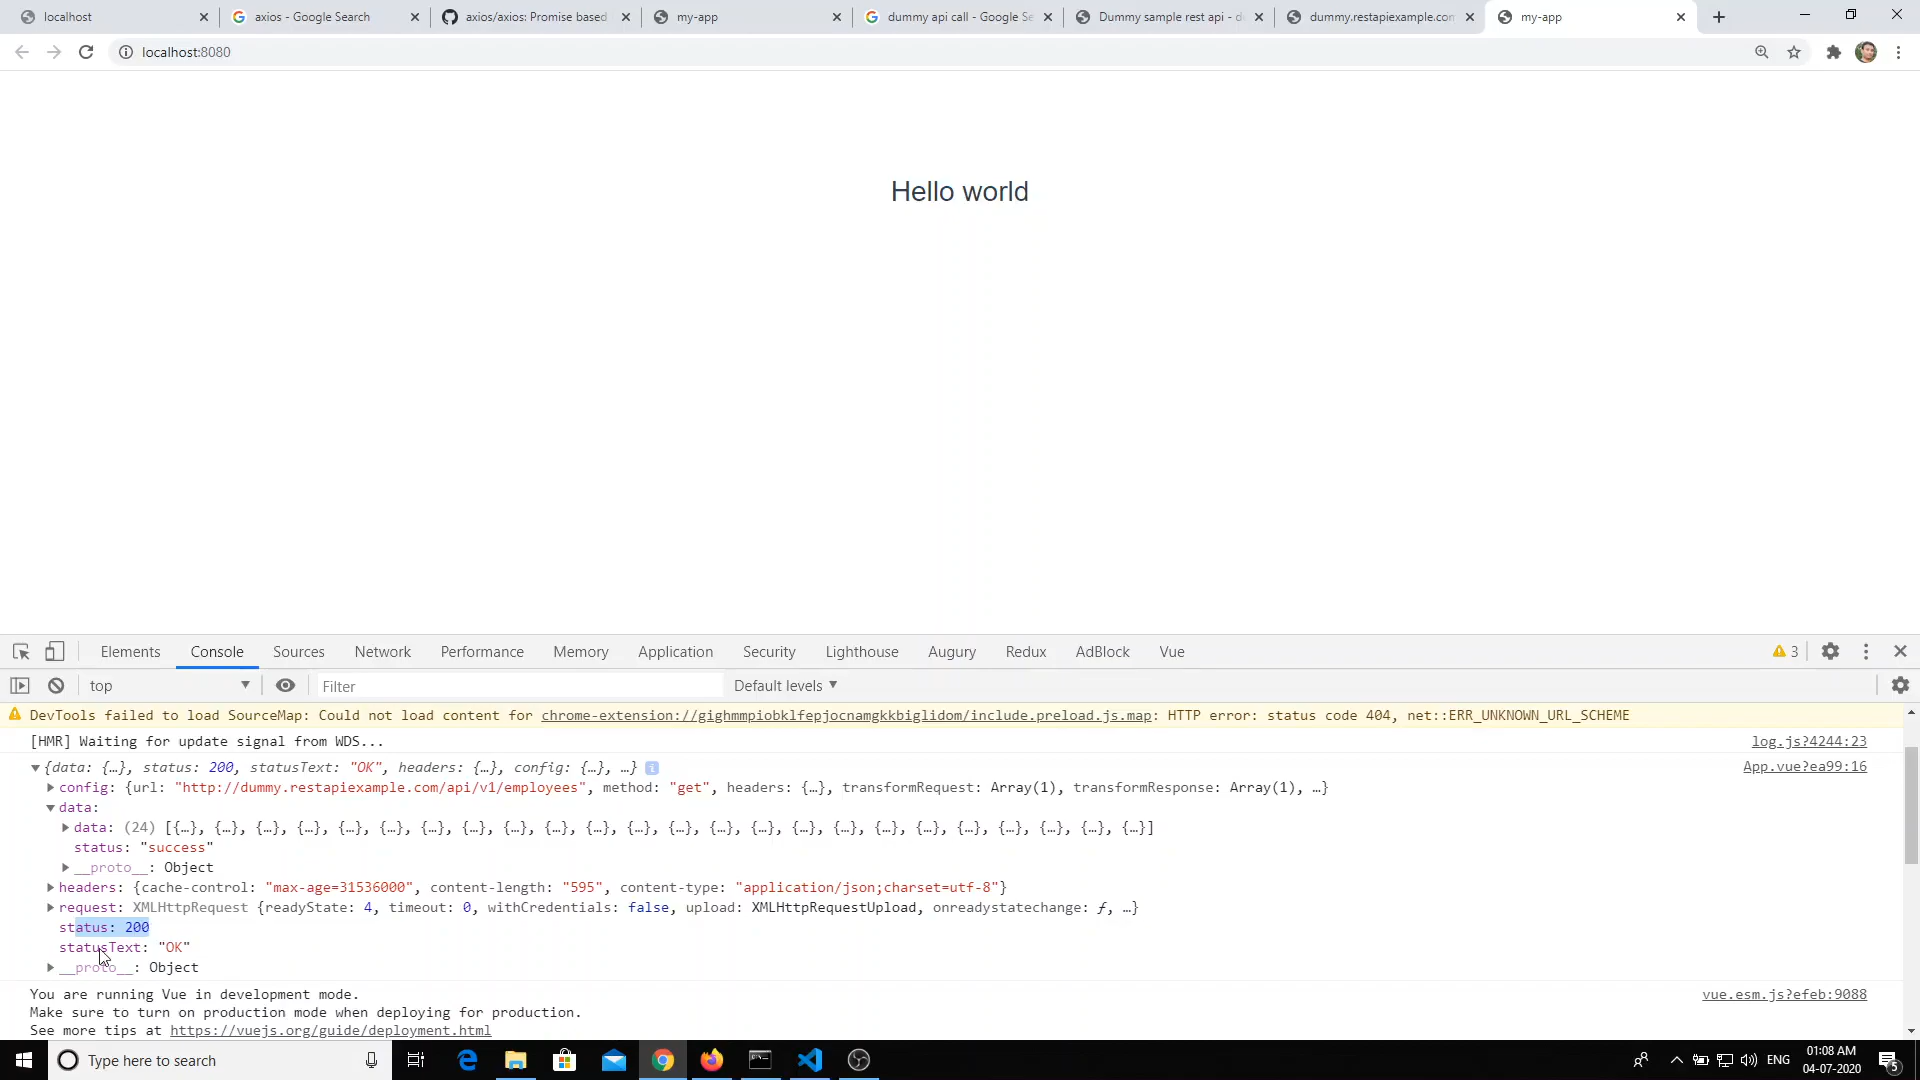 localhost
axios - Google Search
axios/axios: Promise based
my-app
dummy api call - Google Se
Dummy sample rest api - d
dummy.restapiexample.con
my-app
localhost:8080
Hello world
Elements
Console
Sources
Network
Performance
Memory
Application
Security
Lighthouse
Augury
Redux
AdBlock
Vue
3
top
Filter
Default levels
DevTools failed to load SourceMap: Could not load content for chrome-extension://gighmmpiobklfepjocnamgkkbiglidom/include.preload.js.map: HTTP error: status code 404, net::ERR_UNKNOWN_URL_SCHEME
[HMR] Waiting for update signal from WDS...
log.js?4244:23
{data: {…}, status: 200, statusText: "OK", headers: {…}, config: {…}, …}
App.vue?ea99:16
config: {url: "http://dummy.restapiexample.com/api/v1/employees", method: "get", headers: {…}, transformRequest: Array(1), transformResponse: Array(1), …}
data:
data: (24) [{…}, {…}, {…}, {…}, {…}, {…}, {…}, {…}, {…}, {…}, {…}, {…}, {…}, {…}, {…}, {…}, {…}, {…}, {…}, {…}, {…}, {…}, {…}, {…}]
status: "success"
__proto__: Object
headers: {cache-control: "max-age=31536000", content-length: "595", content-type: "application/json;charset=utf-8"}
request: XMLHttpRequest {readyState: 4, timeout: 0, withCredentials: false, upload: XMLHttpRequestUpload, onreadystatechange: ƒ, …}
status: 200
statusText: "OK"
__proto__: Object
You are running Vue in development mode.
vue.esm.js?efeb:9088
Make sure to turn on production mode when deploying for production.
See more tips at https://vuejs.org/guide/deployment.html
Type here to search
ENG
01:08 AM
04-07-2020
5